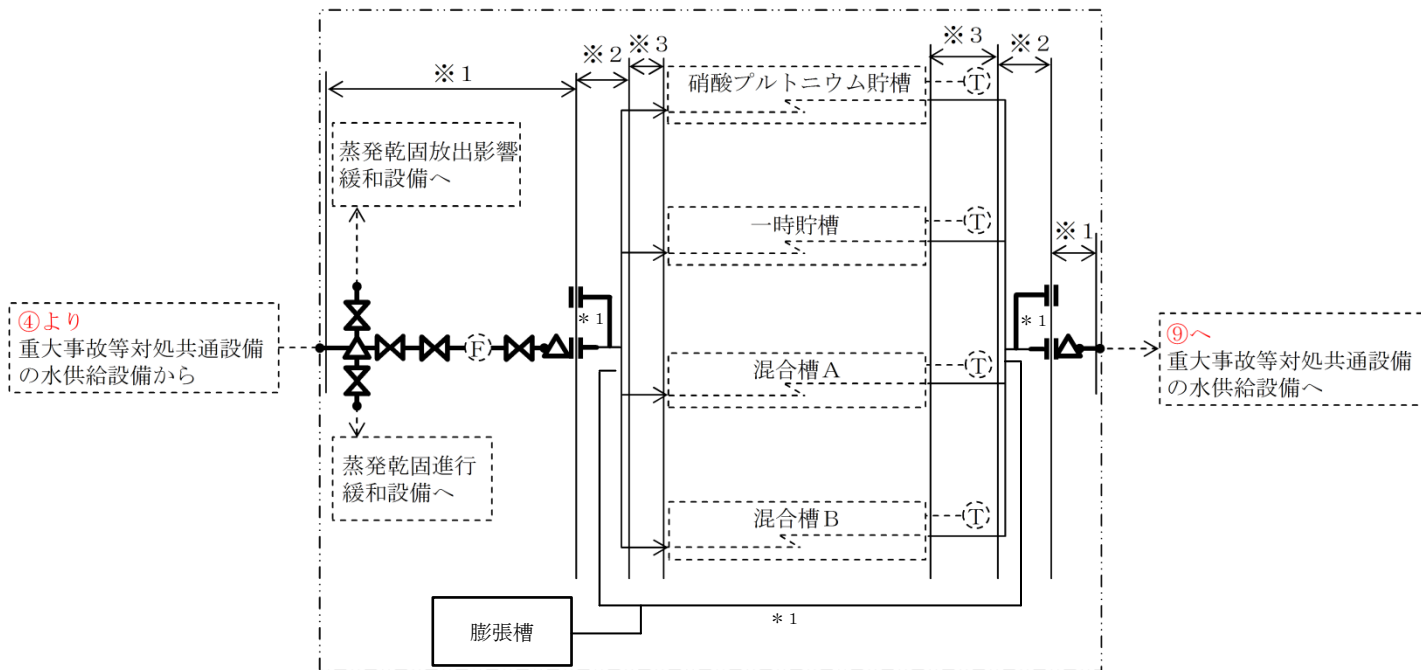 ※1
※2
※3
※3
※2
※1
蒸発乾固放出影響
緩和設備へ
硝酸プルトニウム貯槽
T
一時貯槽
T
④より
重大事故等対処共通設備
の水供給設備から
F
*1
*1
混合槽A
T
⑨へ
重大事故等対処共通設備
の水供給設備へ
蒸発乾固進行
緩和設備へ
混合槽B
T
*1
膨張槽